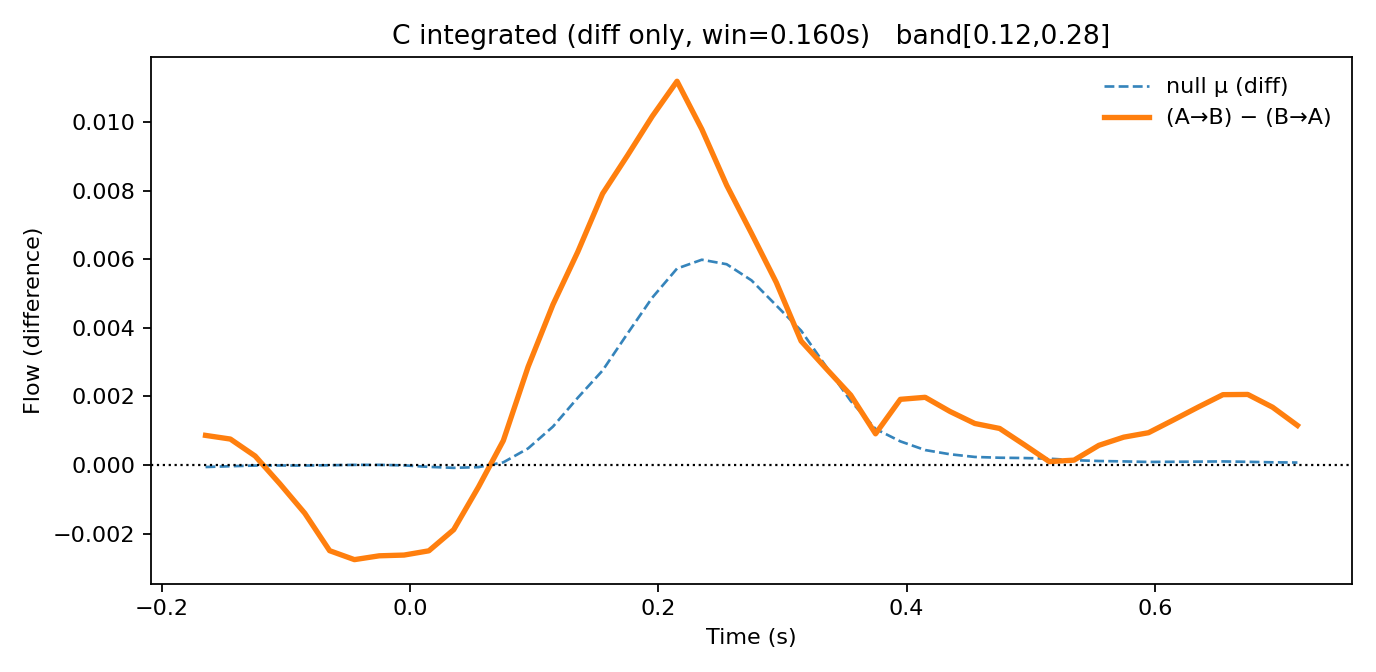 C integrated (diff only, win=0.160s)   band[0.12,0.28]
null μ (diff)
(A→B) − (B→A)
Flow (difference)
0.010
0.008
0.006
0.004
0.002
0.000
−0.002
−0.2
0.0
0.2
0.4
0.6
Time (s)